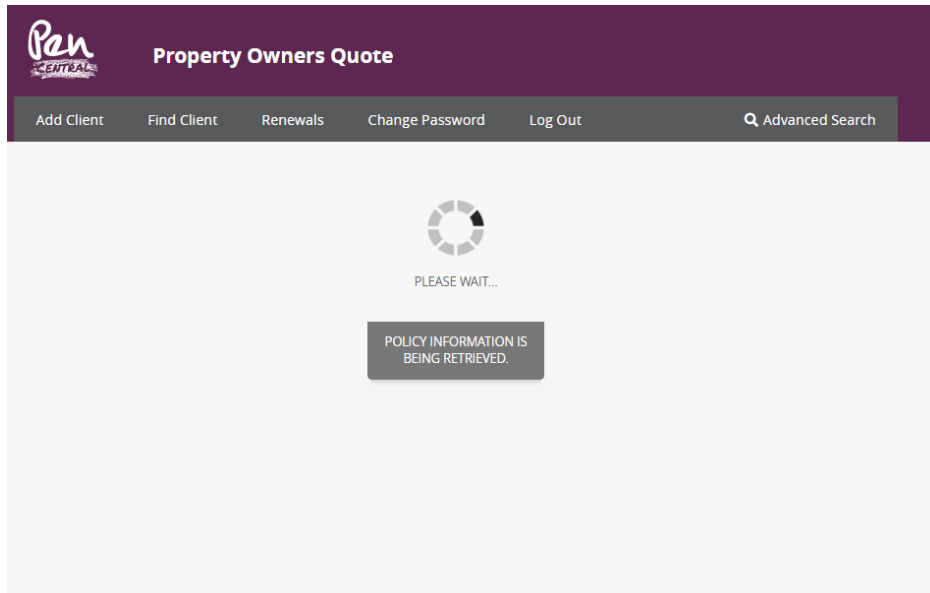 Pen
CENTRAL
Property Owners Quote
Add Client Find Client Renewals Change Password Log Out Advanced Search
PLEASE WAIT...
POLICY INFORMATION IS
BEING RETRIEVED.